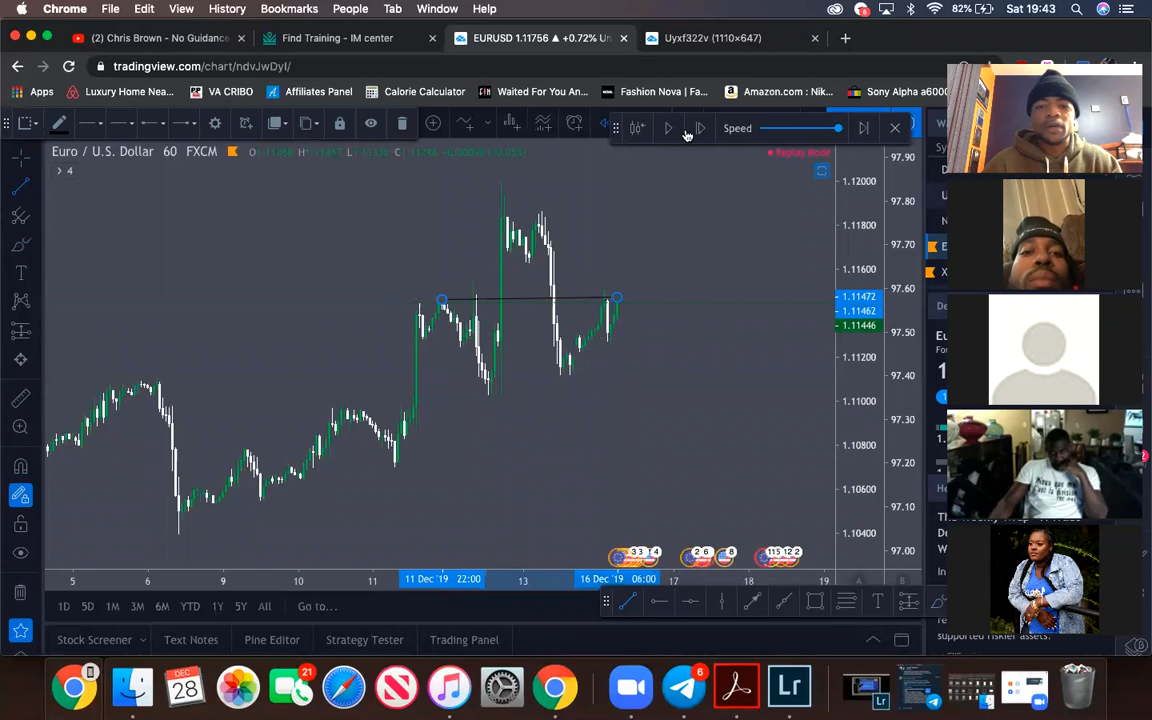 Chrome File Edit View History Bookmarks People Tab Window Help 82% Sat 19:43
(2) Chris Brown - No Guidance Find Training - IM center EURUSD 1.11756 ▲ +0.72% Un Uyxf322v (1110×647)
tradingview.com/chart/ndvJwDyI/
Apps Luxury Home Nea... VA CRIBO Affiliates Panel Calorie Calculator Waited For You An... Fashion Nova | Fa... Amazon.com : Nik... Sony Alpha a6000
Speed
Euro / U.S. Dollar 60 FXCM
Replay Mode
4
97.90
1.12000
97.80
1.11800
97.70
1.11600
97.60
1.11472
1.11462
1.11446
97.50
1.11200
97.40
1.11000
97.30
1.10800
97.20
1.10600
97.10
1.10400
97.00
5 6 9 10 11 11 Dec '19 22:00 13 16 Dec '19 06:00 17 18 19 A B
1D 5D 1M 3M 6M YTD 1Y 5Y All Go to...
Stock Screener Text Notes Pine Editor Strategy Tester Trading Panel
supported riskier assets
DEC
28
21
6
Lr